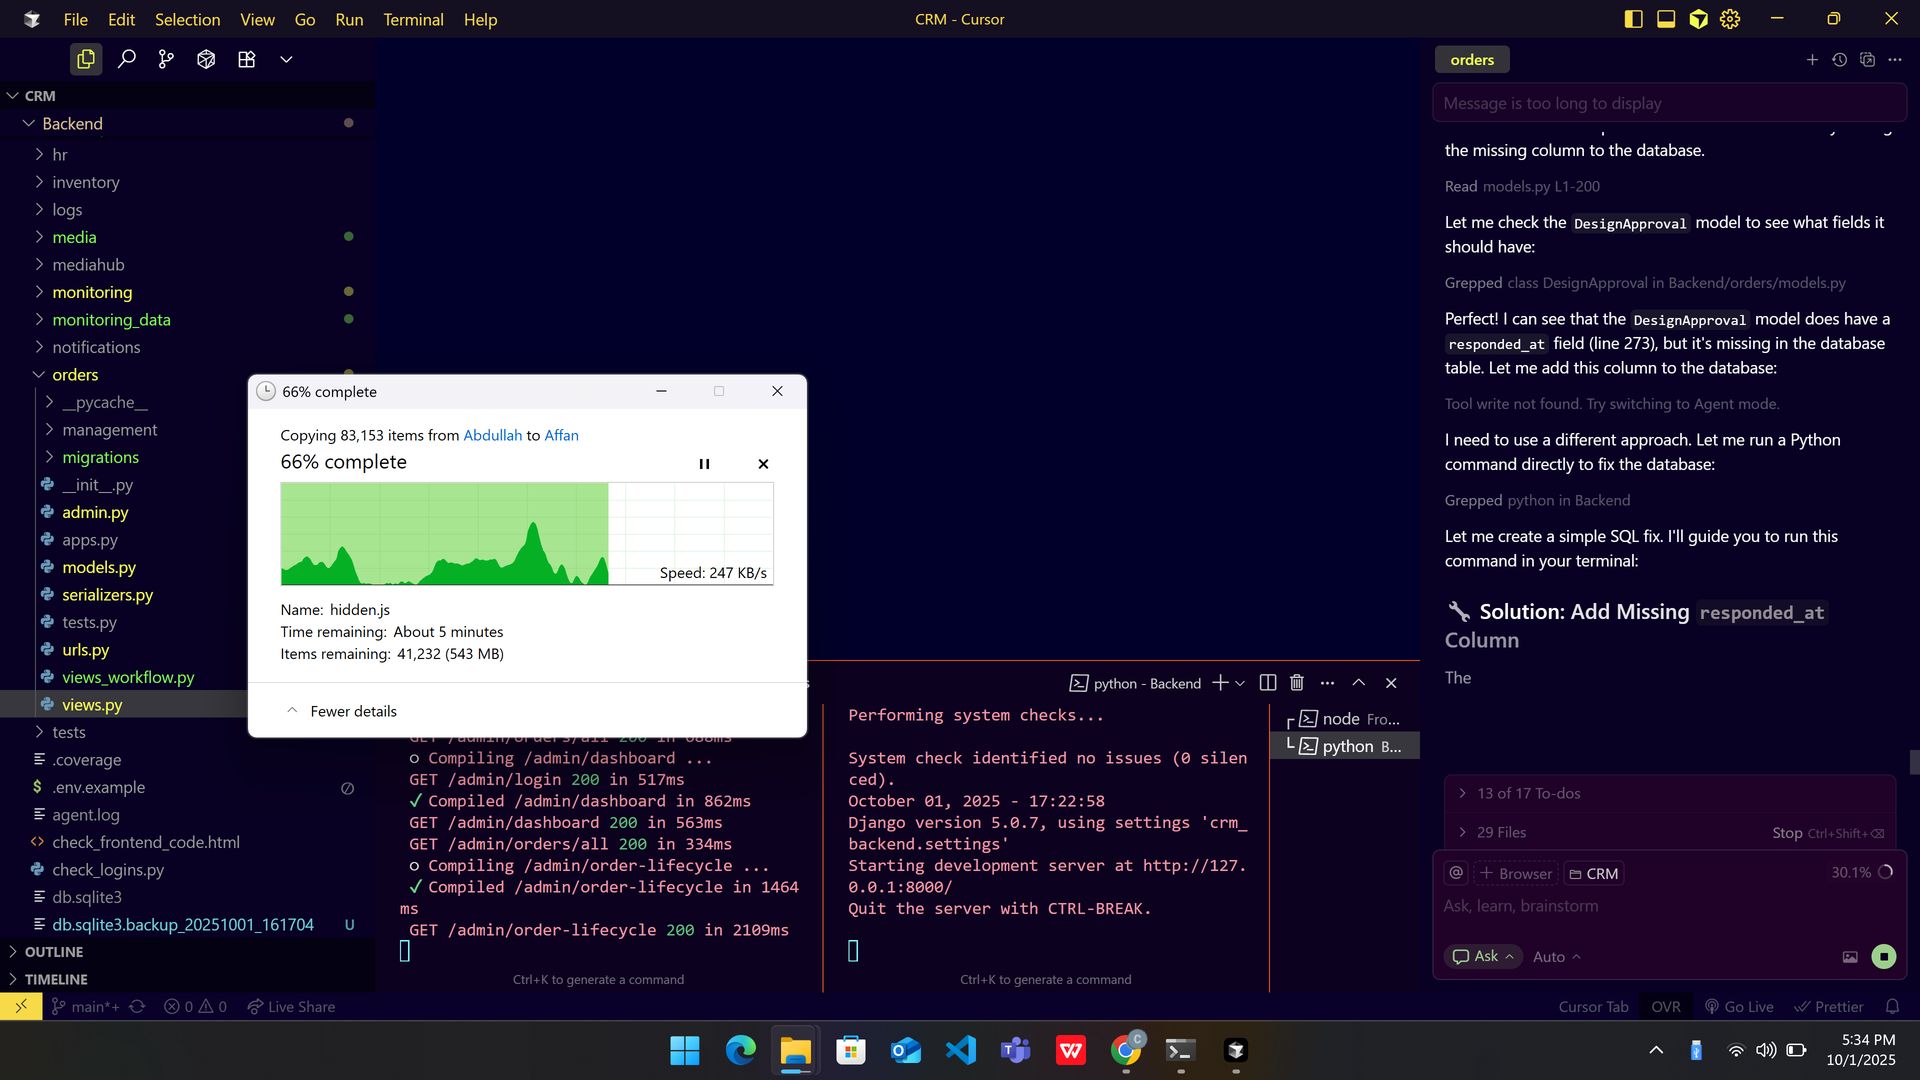 File Edit Selection View Go Run Terminal Help
CRM - Cursor
CRM
Backend
hr
inventory
logs
media
mediahub
monitoring
monitoring_data
notifications
orders
__pycache__
management
migrations
__init__.py
admin.py
apps.py
models.py
serializers.py
tests.py
urls.py
views_workflow.py
views.py
tests
.coverage
$ .env.example
agent.log
check_frontend_code.html
check_logins.py
db.sqlite3
db.sqlite3.backup_20251001_161704 U
OUTLINE
TIMELINE
66% complete
Copying 83,153 items from Abdullah to Affan
66% complete
Speed: 247 KB/s
Name: hidden.js
Time remaining: About 5 minutes
Items remaining: 41,232 (543 MB)
Fewer details
○ Compiling /admin/dashboard ...
GET /admin/login 200 in 517ms
✓ Compiled /admin/dashboard in 862ms
GET /admin/dashboard 200 in 563ms
GET /admin/orders/all 200 in 334ms
○ Compiling /admin/order-lifecycle ...
✓ Compiled /admin/order-lifecycle in 1464
ms
GET /admin/order-lifecycle 200 in 2109ms
Ctrl+K to generate a command
python - Backend
Performing system checks...
System check identified no issues (0 silen
ced).
October 01, 2025 - 17:22:58
Django version 5.0.7, using settings 'crm_
backend.settings'
Starting development server at http://127.
0.0.1:8000/
Quit the server with CTRL-BREAK.
Ctrl+K to generate a command
node Fro...
python B...
orders
Message is too long to display
the missing column to the database.
Read models.py L1-200
Let me check the DesignApproval model to see what fields it
should have:
Grepped class DesignApproval in Backend/orders/models.py
Perfect! I can see that the DesignApproval model does have a
responded_at field (line 273), but it's missing in the database
table. Let me add this column to the database:
Tool write not found. Try switching to Agent mode.
I need to use a different approach. Let me run a Python
command directly to fix the database:
Grepped python in Backend
Let me create a simple SQL fix. I'll guide you to run this
command in your terminal:
Solution: Add Missing responded_at
Column
The
13 of 17 To-dos
29 Files Stop Ctrl+Shift+⌫
@ + Browser CRM 30.1%
Ask, learn, brainstorm
Ask Auto
main*+ 0 0 Live Share
Cursor Tab OVR Go Live Prettier
5:34 PM
10/1/2025